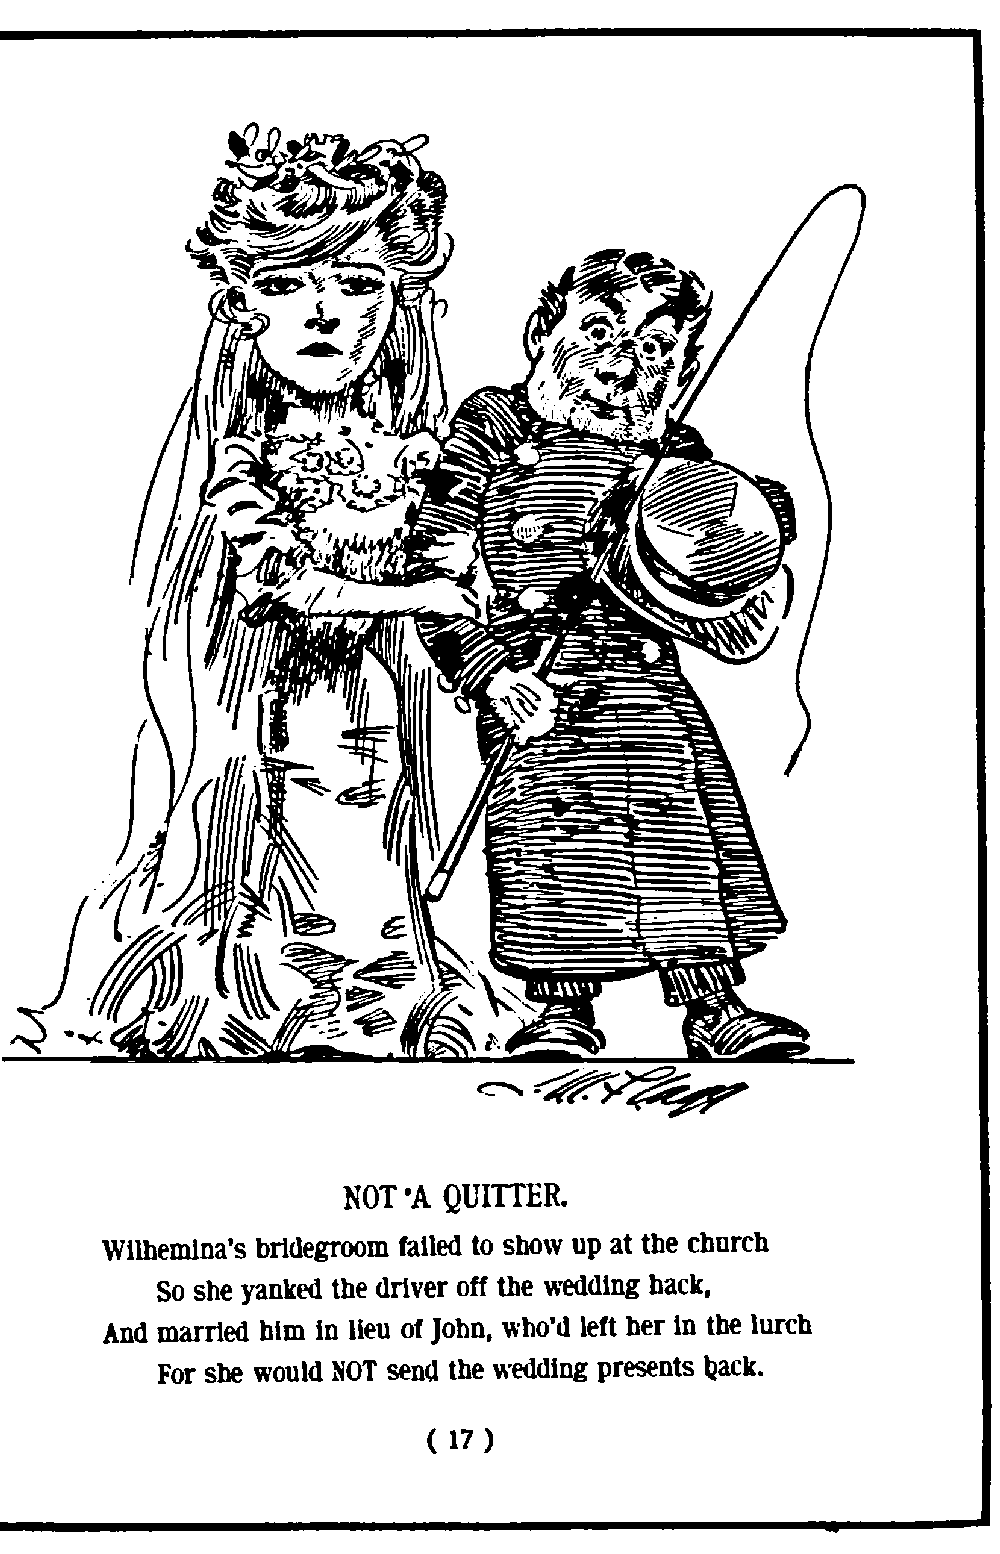 J. M. Flagg
NOT A QUITTER.
Wilhemina's bridegroom failed to show up at the church
So she yanked the driver off the wedding hack,
And married him in lieu of John, who'd left her in the lurch
For she would NOT send the wedding presents back.
( 17 )